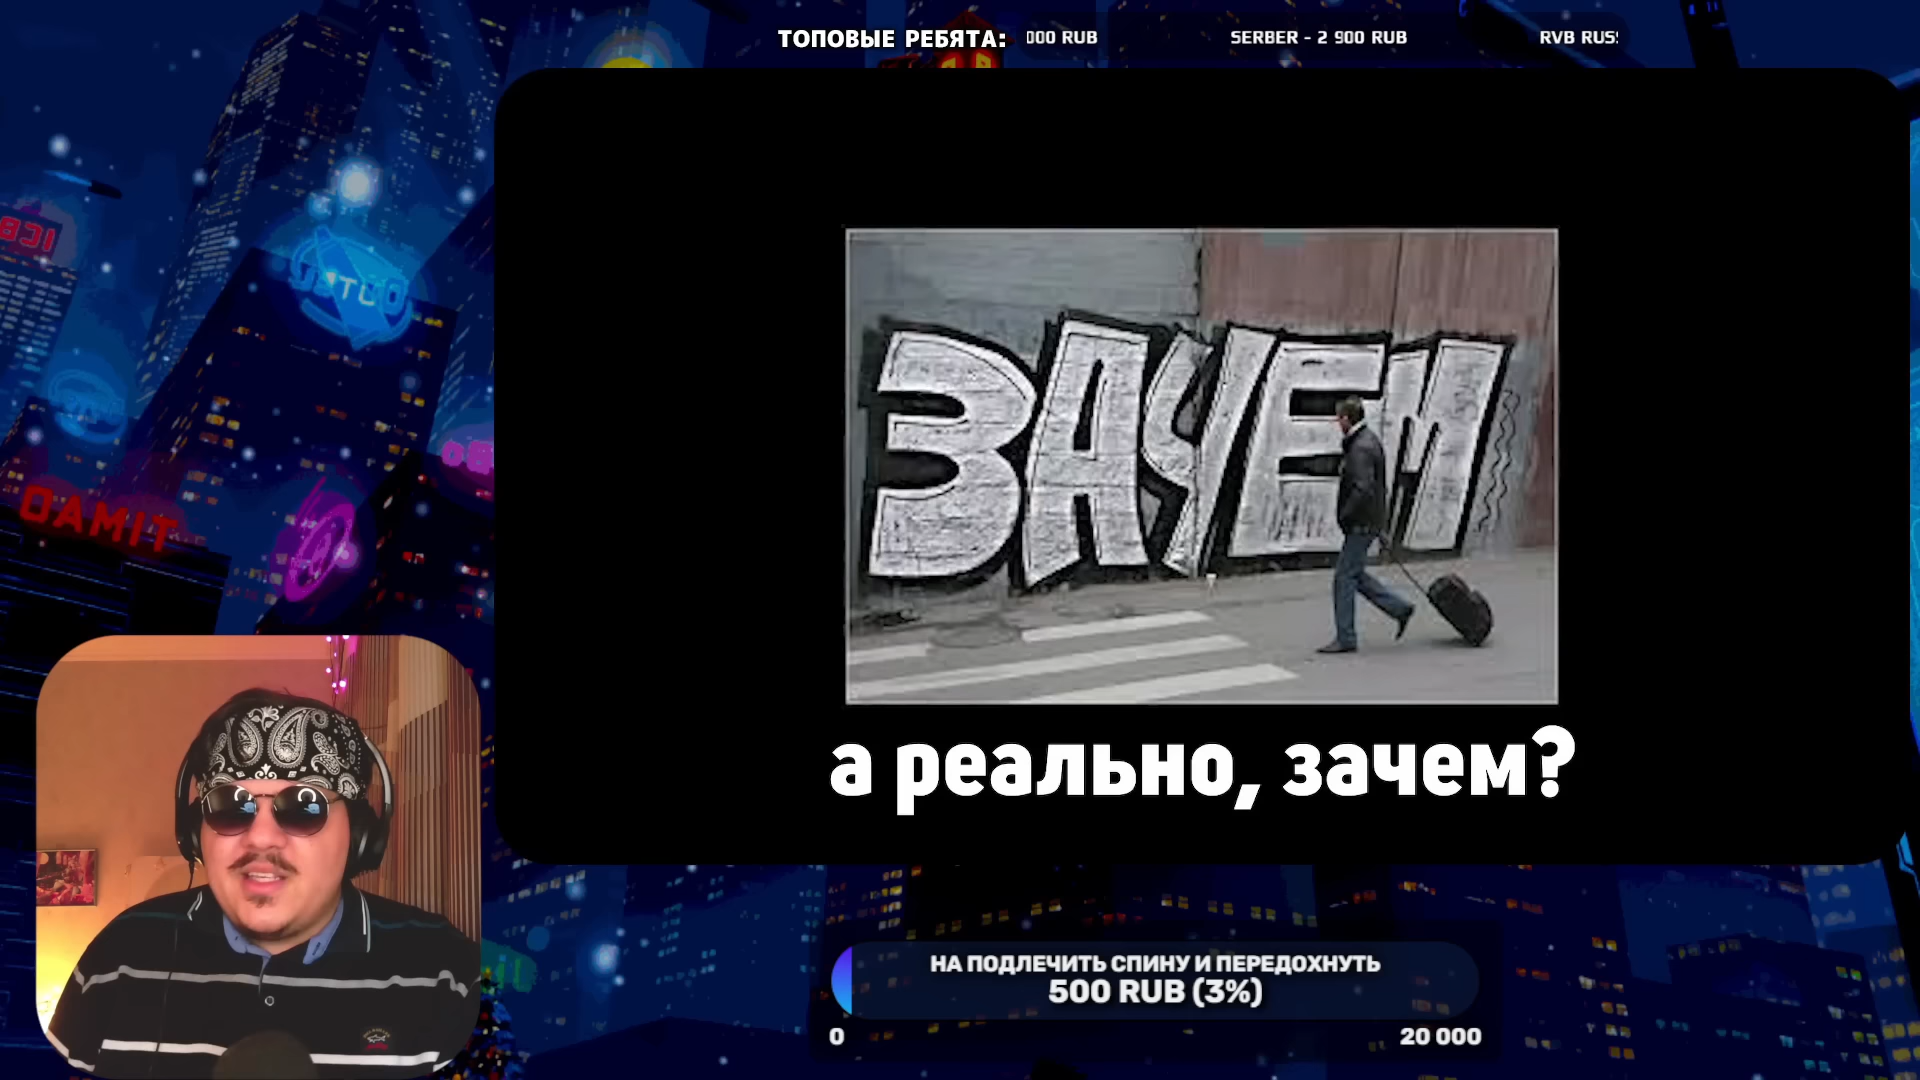 ТОПОВЫЕ РЕБЯТА: 000 RUB SERBER - 2 900 RUB RVB RUS
ЗАЧЕМ
а реально, зачем?
OAMIT
НА ПОДЛЕЧИТЬ СПИНУ И ПЕРЕДОХНУТЬ
500 RUB (3%)
0 20 000